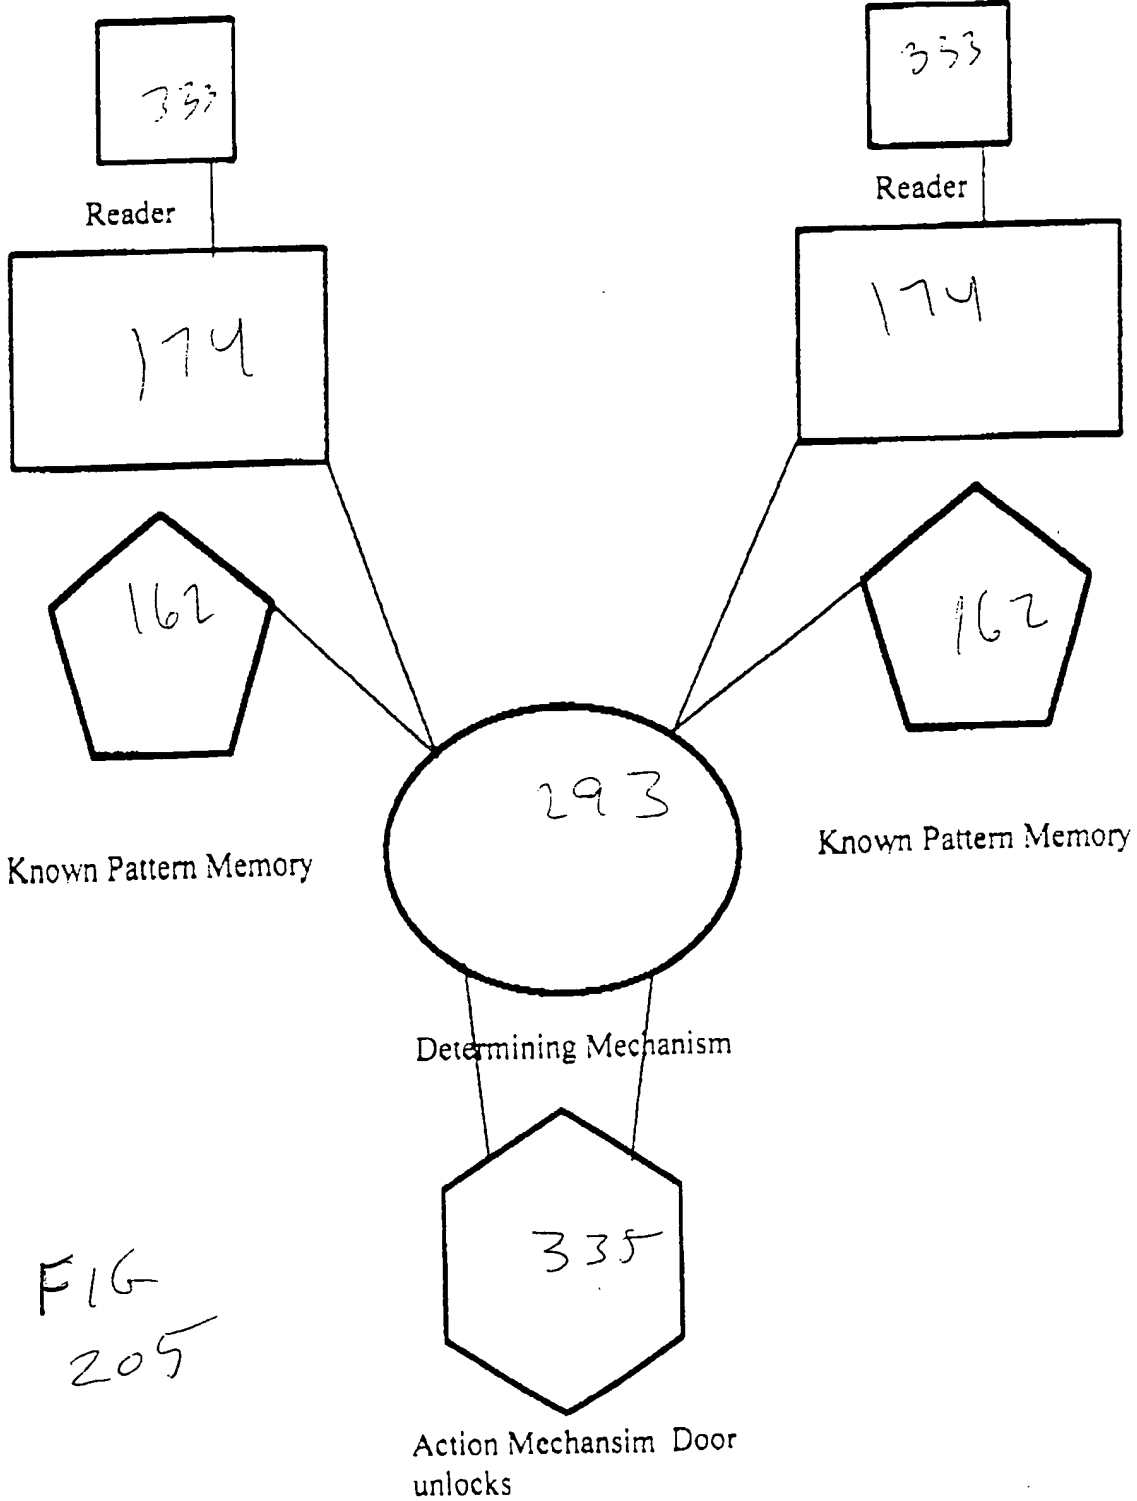 333
333
Reader
Reader
174
174
162
162
293
Known Pattern Memory
Known Pattern Memory
Determining Mechanism
335
FIG
205
Action Mechansim Door
unlocks